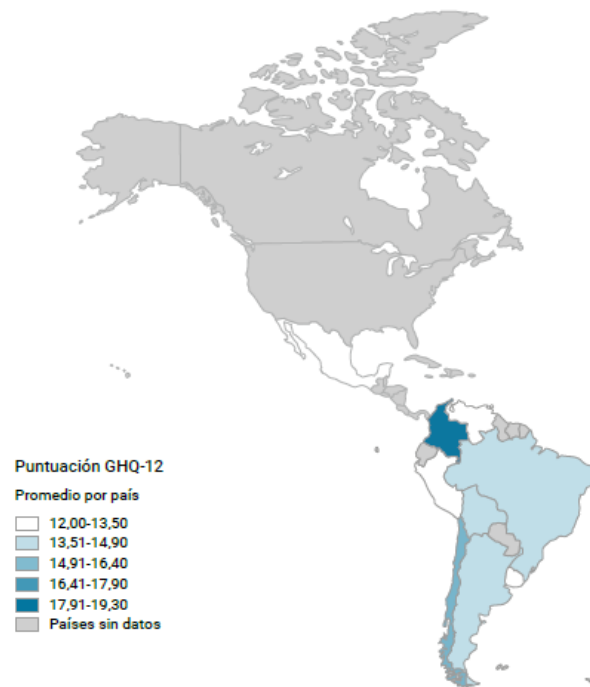 Puntuación GHQ-12
Promedio por país
12,00-13,50
13,51-14,90
14,91-16,40
16,41-17,90
17,91-19,30
Países sin datos